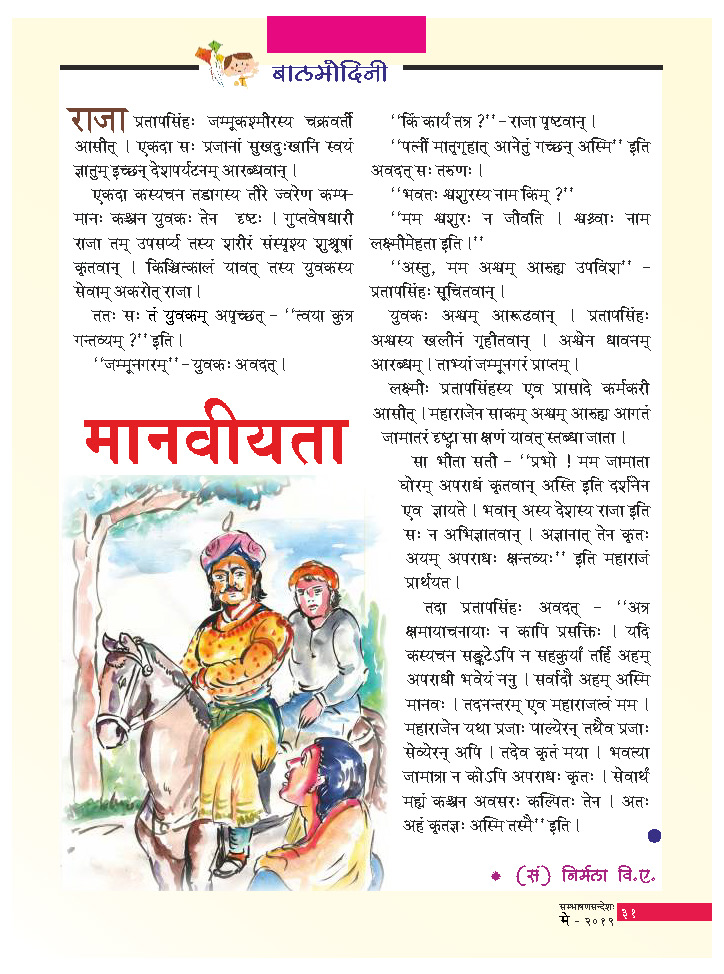 बालमोदिनी
राजा प्रतापसिंहः जम्मूकश्मीरस्य चक्रवर्ती
आसीत् । एकदा सः प्रजानां सुखदुःखानि स्वयं
ज्ञातुम् इच्छन् देशपर्यटनम् आरब्धवान् ।
एकदा कस्यचन तडागस्य तीरे ज्वरेण कम्प-
मानः कश्चन युवकः तेन दृष्टः । गुप्तवेषधारी
राजा तम् उपसर्प्य तस्य शरीरं संस्पृश्य शुश्रूषां
कृतवान् । किञ्चित्कालं यावत् तस्य युवकस्य
सेवाम् अकरोत् राजा ।
ततः सः तं युवकम् अपृच्छत् - ‘‘त्वया कुत्र
गन्तव्यम् ?’’ इति ।
‘‘जम्मूनगरम्’’ - युवकः अवदत् ।
मानवीयता
‘‘किं कार्यं तत्र ?’’ - राजा पृष्टवान् ।
‘‘पत्नीं मातृगृहात् आनेतुं गच्छन् अस्मि’’ इति
अवदत् सः तरुणः ।
‘‘भवतः श्वशुरस्य नाम किम् ?’’
‘‘मम श्वशुरः न जीवति । श्वश्र्वाः नाम
लक्ष्मीमेहता इति ।’’
‘‘अस्तु, मम अश्वम् आरुह्य उपविश’’ -
प्रतापसिंहः सूचितवान् ।
युवकः अश्वम् आरूढवान् । प्रतापसिंहः
अश्वस्य खलीनं गृहीतवान् । अश्वेन धावनम्
आरब्धम् । ताभ्यां जम्मूनगरं प्राप्तम् ।
लक्ष्मीः प्रतापसिंहस्य एव प्रासादे कर्मकरी
आसीत् । महाराजेन साकम् अश्वम् आरुह्य आगतं
जामातरं दृष्ट्वा सा क्षणं यावत् स्तब्धा जाता ।
सा भीता सती - ‘‘प्रभो ! मम जामाता
घोरम् अपराधं कृतवान् अस्ति इति दर्शनेन
एव ज्ञायते । भवान् अस्य देशस्य राजा इति
सः न अभिज्ञातवान् । अज्ञानात् तेन कृतः
अयम् अपराधः क्षन्तव्यः’’ इति महाराजं
प्रार्थयत ।
तदा प्रतापसिंहः अवदत् - ‘‘अत्र
क्षमायाचनायाः न कापि प्रसक्तिः । यदि
कस्यचन सङ्कटेऽपि न सहकुर्यां तर्हि अहम्
अपराधी भवेयं ननु । सर्वादौ अहम् अस्मि
मानवः । तदनन्तरम् एव महाराजत्वं मम ।
महाराजेन यथा प्रजाः पाल्येरन् तथैव प्रजाः
सेव्येरन् अपि । तदेव कृतं मया । भवत्या
जामात्रा न कोऽपि अपराधः कृतः । सेवार्थं
मह्यं कश्चन अवसरः कल्पितः तेन । अतः
अहं कृतज्ञः अस्मि तस्मै’’ इति ।
* (सं) निर्मला वि.ए.
सम्भाषणसन्देशः
मे - २०१९ ३१